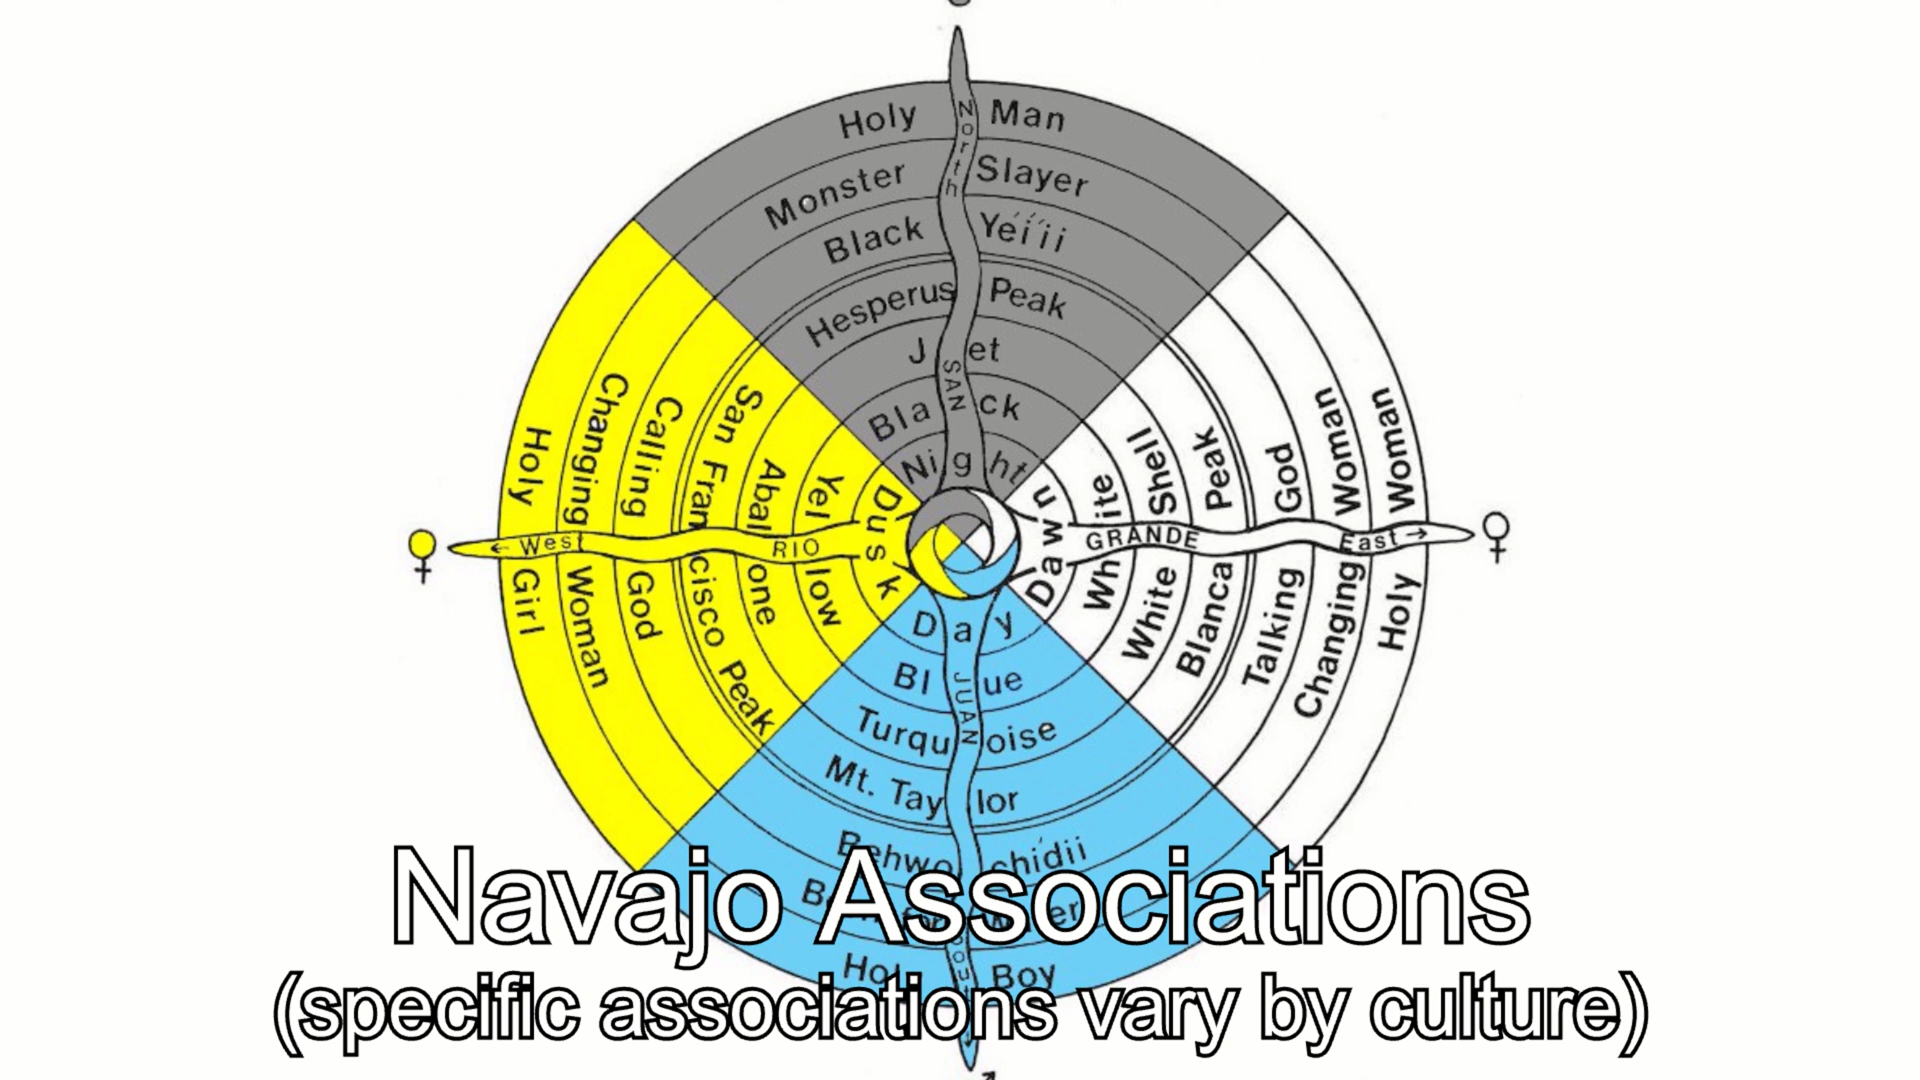 North
Holy Man
Monster Slayer
Black Yéi'ii
Hesperus Peak
Jet
Black
Night
SAN
Holy Girl
Changing Woman
Calling God
San Francisco Peak
Abalone
Yellow
Dusk
← West
RIO
Dawn
White
White Shell
Blanca Peak
Talking God
Changing Woman
Holy Woman
GRANDE
East →
Day
Blue
Turquoise
Mt. Taylor
JUAN
Boy
Navajo Associations
(specific associations vary by culture)